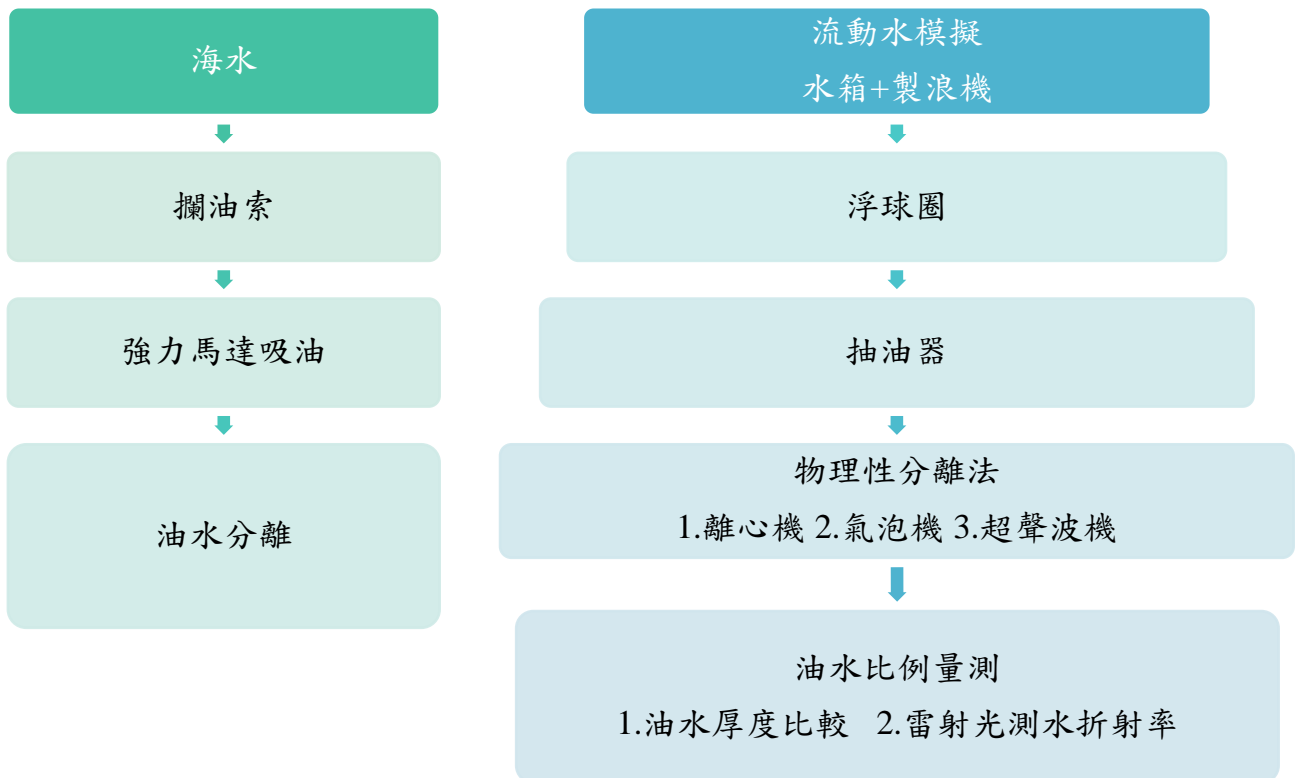 海水
攔油索
強力馬達吸油
油水分離
流動水模擬
水箱+製浪機
浮球圈
抽油器
物理性分離法
1.離心機 2.氣泡機 3.超聲波機
油水比例量測
1.油水厚度比較 2.雷射光測水折射率